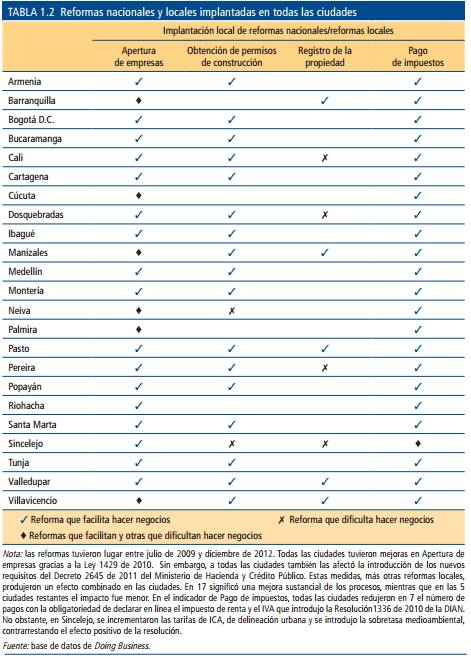 TABLA 1.2 Reformas nacionales y locales implantadas en todas las ciudades
Implantación local de reformas nacionales/reformas locales
Apertura de empresas Obtención de permisos de construcción Registro de la propiedad Pago de impuestos
Armenia ✓ ✓ ✓
Barranquilla ♦ ✓ ✓
Bogotá D.C. ✓ ✓ ✓
Bucaramanga ✓ ✓ ✓
Cali ✓ ✓ ✗ ✓
Cartagena ✓ ✓ ✓
Cúcuta ♦ ✓
Dosquebradas ✓ ✓ ✗ ✓
Ibagué ✓ ✓ ✓
Manizales ♦ ✓ ✓ ✓
Medellín ✓ ✓ ✓
Montería ✓ ✓ ✓
Neiva ♦ ✗ ✓
Palmira ♦ ✓
Pasto ✓ ✓ ✓ ✓
Pereira ✓ ✓ ✗ ✓
Popayán ✓ ✓ ✓
Riohacha ✓ ✓
Santa Marta ✓ ✓ ✓
Sincelejo ✓ ✗ ✗ ♦
Tunja ✓ ✓ ✓
Valledupar ✓ ✓ ✓ ✓
Villavicencio ♦ ✓ ✓ ✓
✓ Reforma que facilita hacer negocios ✗ Reforma que dificulta hacer negocios
♦ Reformas que facilitan y otras que dificultan hacer negocios
Nota: las reformas tuvieron lugar entre julio de 2009 y diciembre de 2012. Todas las ciudades tuvieron mejoras en Apertura de
empresas gracias a la Ley 1429 de 2010. Sin embargo, a todas las ciudades también las afectó la introducción de los nuevos
requisitos del Decreto 2645 de 2011 del Ministerio de Hacienda y Crédito Público. Estas medidas, más otras reformas locales,
produjeron un efecto combinado en las ciudades. En 17 significó una mejora sustancial de los procesos, mientras que en las 5
ciudades restantes el impacto fue menor. En el indicador de Pago de impuestos, todas las ciudades redujeron en 7 el número de
pagos con la obligatoriedad de declarar en línea el impuesto de renta y el IVA que introdujo la Resolución1336 de 2010 de la DIAN.
No obstante, en Sincelejo, se incrementaron las tarifas de ICA, de delineación urbana y se introdujo la sobretasa medioambiental,
contrarrestando el efecto positivo de la resolución.
Fuente: base de datos de Doing Business.